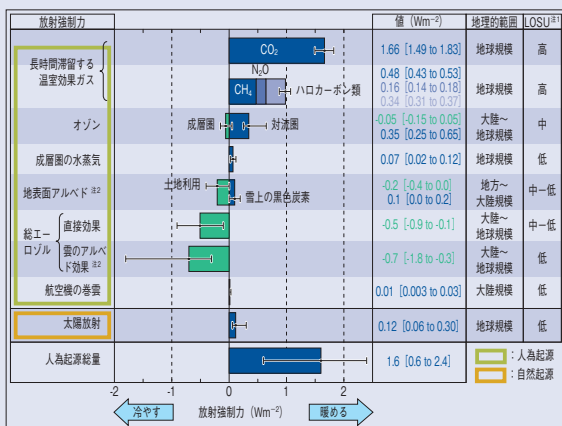 放射強制力 値 (Wm⁻²) 地理的範囲 LOSU注1
長時間滞留する
温室効果ガス
CO₂ 1.66 [1.49 to 1.83] 地球規模 高
N₂O
CH₄ ハロカーボン類
0.48 [0.43 to 0.53]
0.16 [0.14 to 0.18]
0.34 [0.31 to 0.37]
地球規模 高
オゾン 成層圏 対流圏
-0.05 [-0.15 to 0.05]
0.35 [0.25 to 0.65]
大陸～
地球規模
中
成層圏の水蒸気 0.07 [0.02 to 0.12] 地球規模 低
地表面アルベド 注2 土地利用
雪上の黒色炭素
-0.2 [-0.4 to 0.0]
0.1 [0.0 to 0.2]
地方～
大陸規模
中ー低
総エー
ロゾル
直接効果 -0.5 [-0.9 to -0.1]
大陸～
地球規模
中ー低
雲のアルベ
ド効果 注2
-0.7 [-1.8 to -0.3]
大陸～
地球規模
低
航空機の巻雲 0.01 [0.003 to 0.03] 大陸規模 低
太陽放射 0.12 [0.06 to 0.30] 地球規模 低
人為起源総量 1.6 [0.6 to 2.4]
：人為起源
：自然起源
-2 -1 0 1 2
冷やす 放射強制力 (Wm⁻²) 暖める